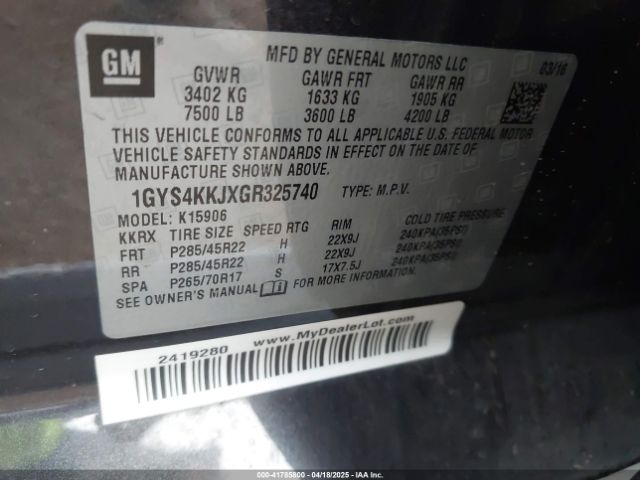 GM
MFD BY GENERAL MOTORS LLC
03/16
GVWR GAWR FRT GAWR RR
3402 KG 1633 KG 1905 KG
7500 LB 3600 LB 4200 LB
THIS VEHICLE CONFORMS TO ALL APPLICABLE U.S. FEDERAL MOTOR
VEHICLE SAFETY STANDARDS IN EFFECT ON THE DATE OF
MANUFACTURE SHOWN ABOVE.
1GYS4KKJXGR325740 TYPE: M.P.V.
MODEL: K15906
KKRX TIRE SIZE SPEED RTG RIM COLD TIRE PRESSURE
FRT P285/45R22 H 22X9J 240KPA(35PSI)
RR P285/45R22 H 22X9J 240KPA(35PSI)
SPA P265/70R17 S 17X7.5J 240KPA(35PSI)
SEE OWNER'S MANUAL FOR MORE INFORMATION.
2419280 www.MyDealerLot.com
000-41785800 04/18/2025 IAAI.com